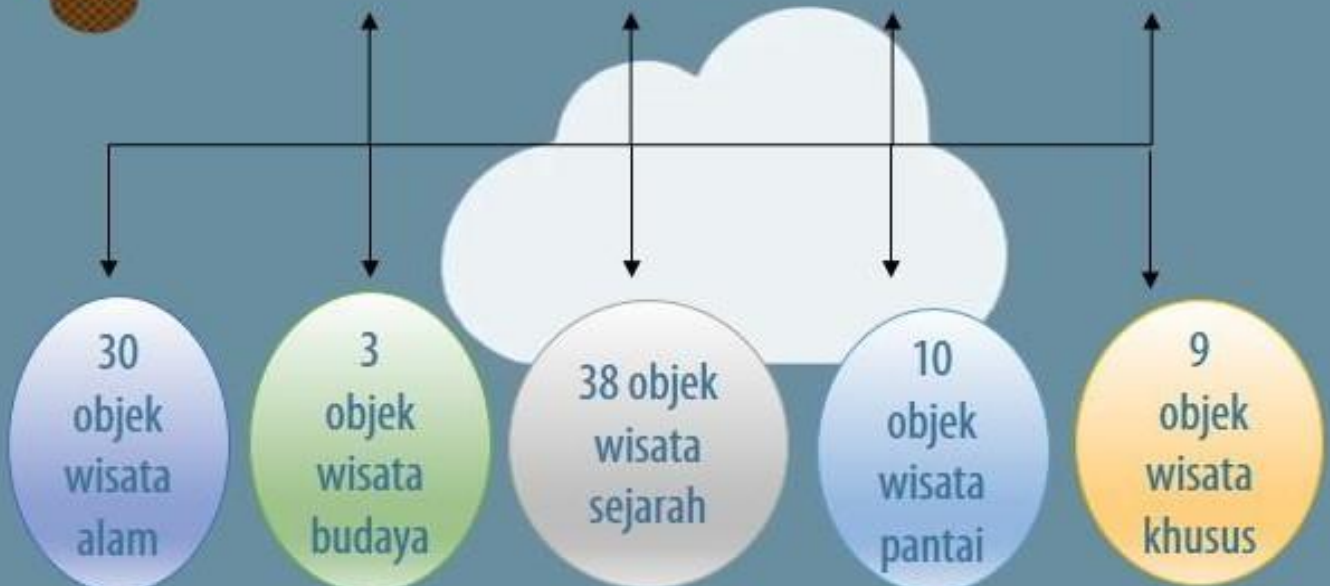 30
objek
wisata
alam
3
objek
wisata
budaya
38 objek
wisata
sejarah
10
objek
wisata
pantai
9
objek
wisata
khusus